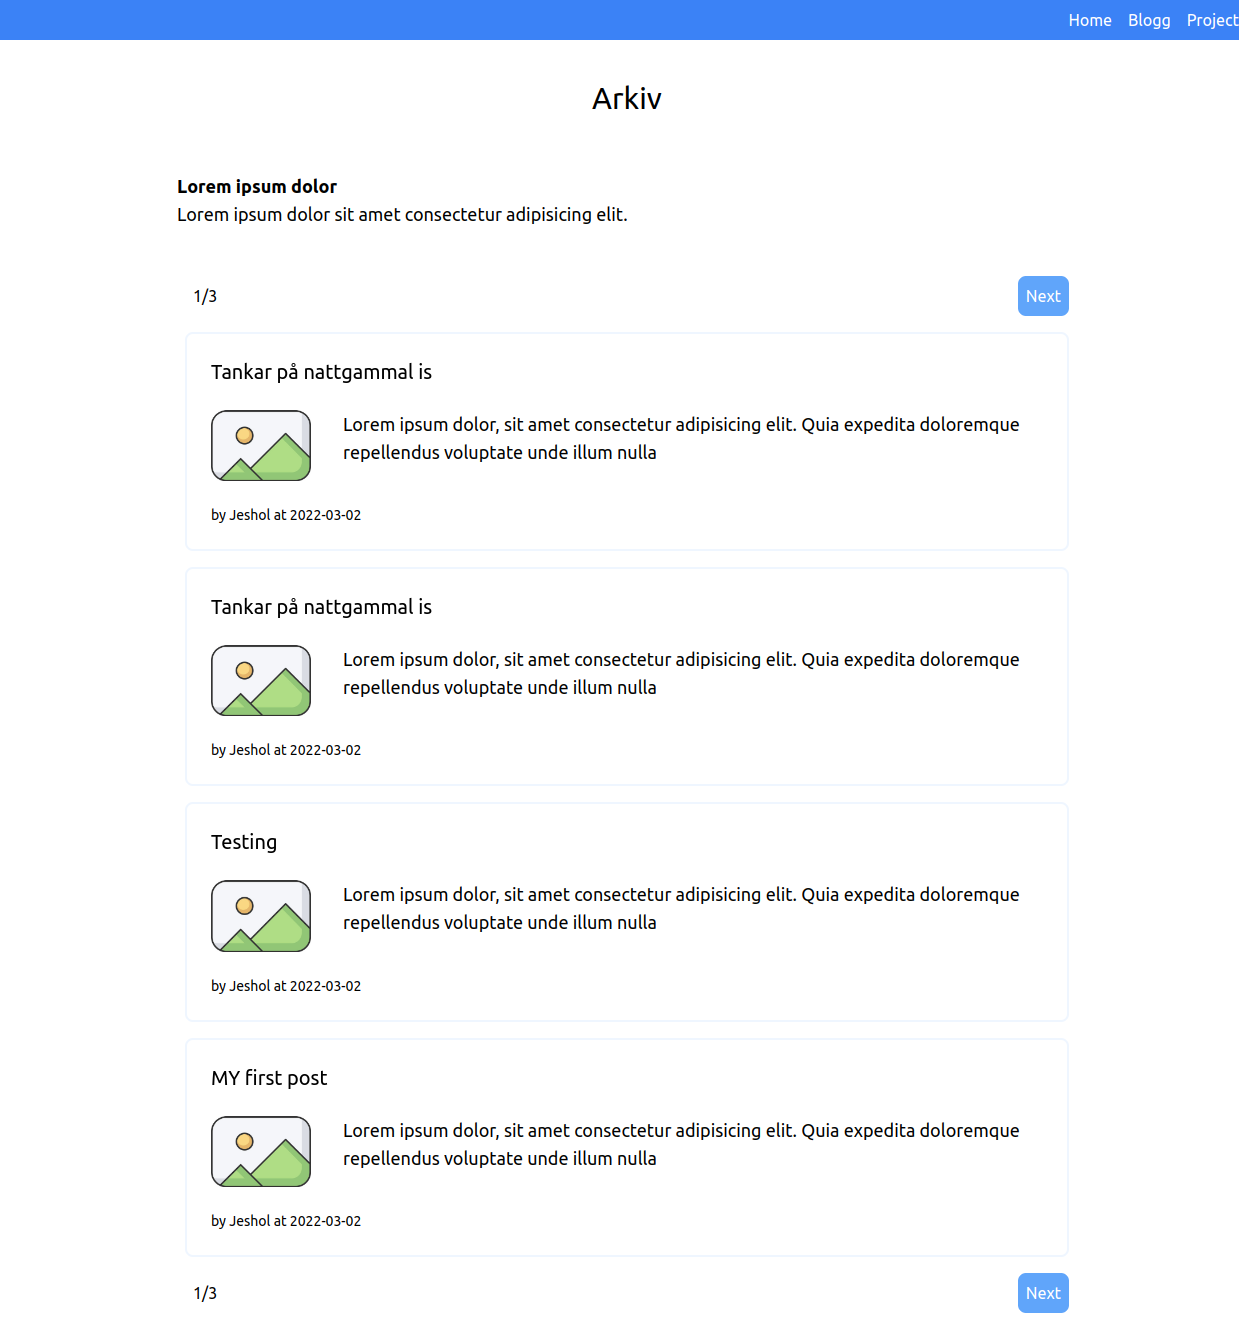 Home Blogg Project
Arkiv
Lorem ipsum dolor
Lorem ipsum dolor sit amet consectetur adipisicing elit.
1/3 Next
Tankar på nattgammal is
Lorem ipsum dolor, sit amet consectetur adipisicing elit. Quia expedita doloremque
repellendus voluptate unde illum nulla
by Jeshol at 2022-03-02
Tankar på nattgammal is
Lorem ipsum dolor, sit amet consectetur adipisicing elit. Quia expedita doloremque
repellendus voluptate unde illum nulla
by Jeshol at 2022-03-02
Testing
Lorem ipsum dolor, sit amet consectetur adipisicing elit. Quia expedita doloremque
repellendus voluptate unde illum nulla
by Jeshol at 2022-03-02
MY first post
Lorem ipsum dolor, sit amet consectetur adipisicing elit. Quia expedita doloremque
repellendus voluptate unde illum nulla
by Jeshol at 2022-03-02
1/3 Next